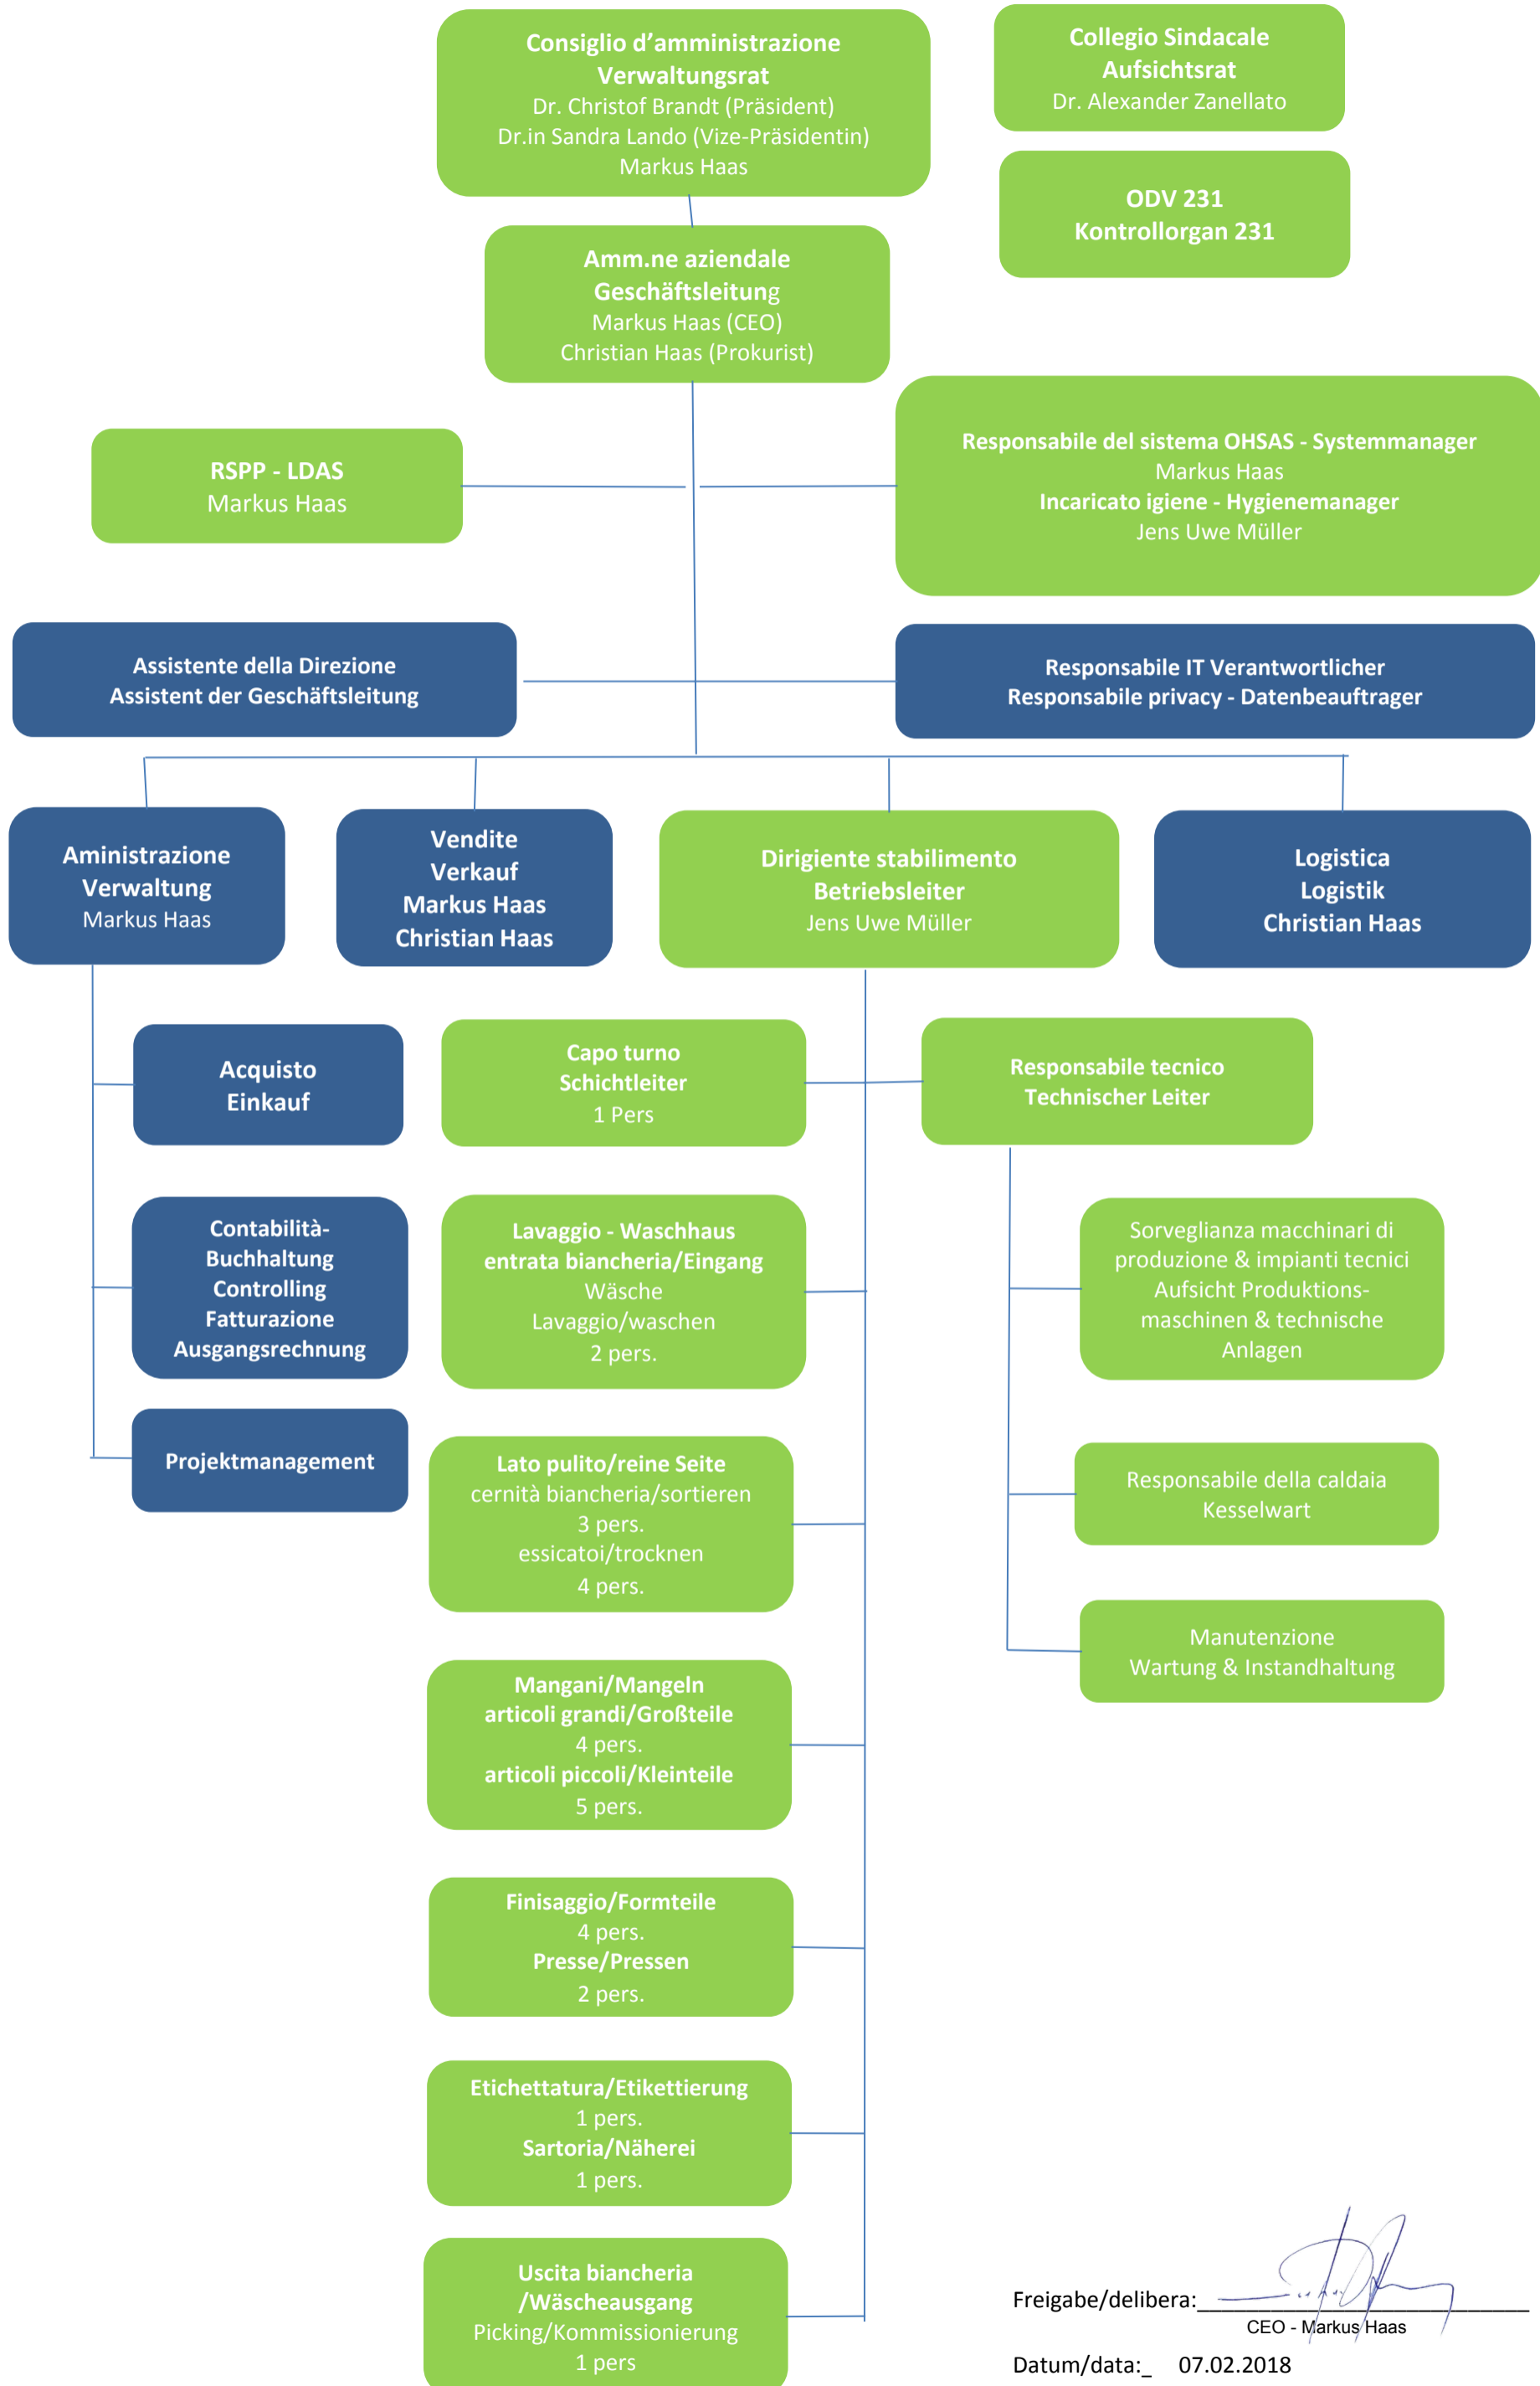 Consiglio d’amministrazione
Verwaltungsrat
Dr. Christof Brandt (Präsident)
Dr.in Sandra Lando (Vize-Präsidentin)
Markus Haas
Collegio Sindacale
Aufsichtsrat
Dr. Alexander Zanellato
ODV 231
Kontrollorgan 231
Amm.ne aziendale
Geschäftsleitung
Markus Haas (CEO)
Christian Haas (Prokurist)
RSPP - LDAS
Markus Haas
Responsabile del sistema OHSAS - Systemmanager
Markus Haas
Incaricato igiene - Hygienemanager
Jens Uwe Müller
Assistente della Direzione
Assistent der Geschäftsleitung
Responsabile IT Verantwortlicher
Responsabile privacy - Datenbeauftrager
Aministrazione
Verwaltung
Markus Haas
Vendite
Verkauf
Markus Haas
Christian Haas
Dirigiente stabilimento
Betriebsleiter
Jens Uwe Müller
Logistica
Logistik
Christian Haas
Acquisto
Einkauf
Contabilità-
Buchhaltung
Controlling
Fatturazione
Ausgangsrechnung
Projektmanagement
Capo turno
Schichtleiter
1 Pers
Responsabile tecnico
Technischer Leiter
Lavaggio - Waschhaus
entrata biancheria/Eingang
Wäsche
Lavaggio/waschen
2 pers.
Sorveglianza macchinari di
produzione & impianti tecnici
Aufsicht Produktions-
maschinen & technische
Anlagen
Lato pulito/reine Seite
cernità biancheria/sortieren
3 pers.
essicatoi/trocknen
4 pers.
Responsabile della caldaia
Kesselwart
Manutenzione
Wartung & Instandhaltung
Mangani/Mangeln
articoli grandi/Großteile
4 pers.
articoli piccoli/Kleinteile
5 pers.
Finisaggio/Formteile
4 pers.
Presse/Pressen
2 pers.
Etichettatura/Etikettierung
1 pers.
Sartoria/Näherei
1 pers.
Uscita biancheria
/Wäscheausgang
Picking/Kommissionierung
1 pers
Freigabe/delibera:
CEO - Markus Haas
Datum/data:_ 07.02.2018